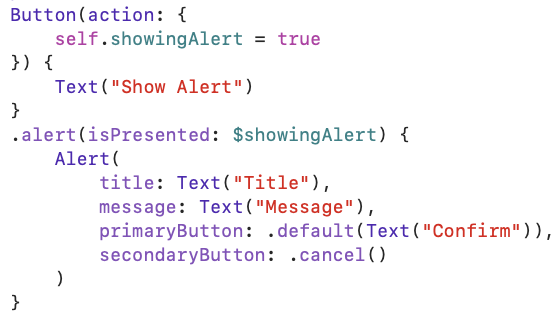 Button(action: {
    self.showingAlert = true
}) {
    Text("Show Alert")
}
.alert(isPresented: $showingAlert) {
    Alert(
        title: Text("Title"),
        message: Text("Message"),
        primaryButton: .default(Text("Confirm")),
        secondaryButton: .cancel()
    )
}